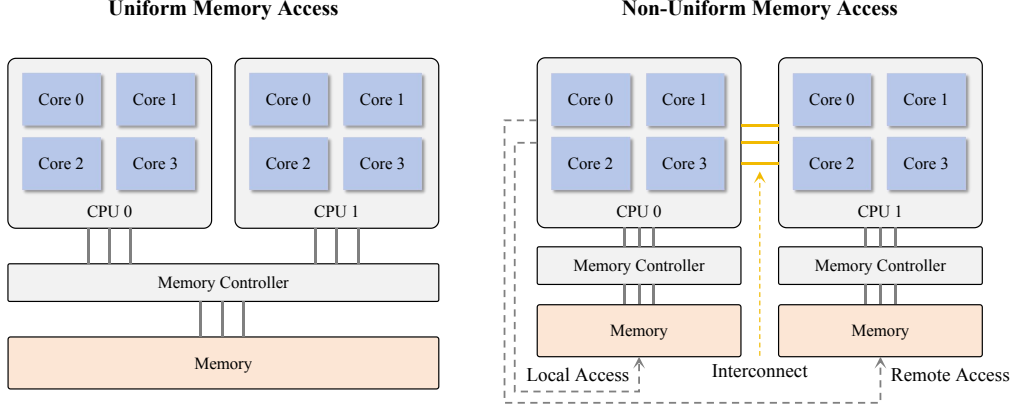 Uniform Memory Access
Core 0
Core 1
Core 2
Core 3
CPU 0
Core 0
Core 1
Core 2
Core 3
CPU 1
Memory Controller
Memory
Non-Uniform Memory Access
Core 0
Core 1
Core 2
Core 3
CPU 0
Memory Controller
Memory
Core 0
Core 1
Core 2
Core 3
CPU 1
Memory Controller
Memory
Local Access
Interconnect
Remote Access